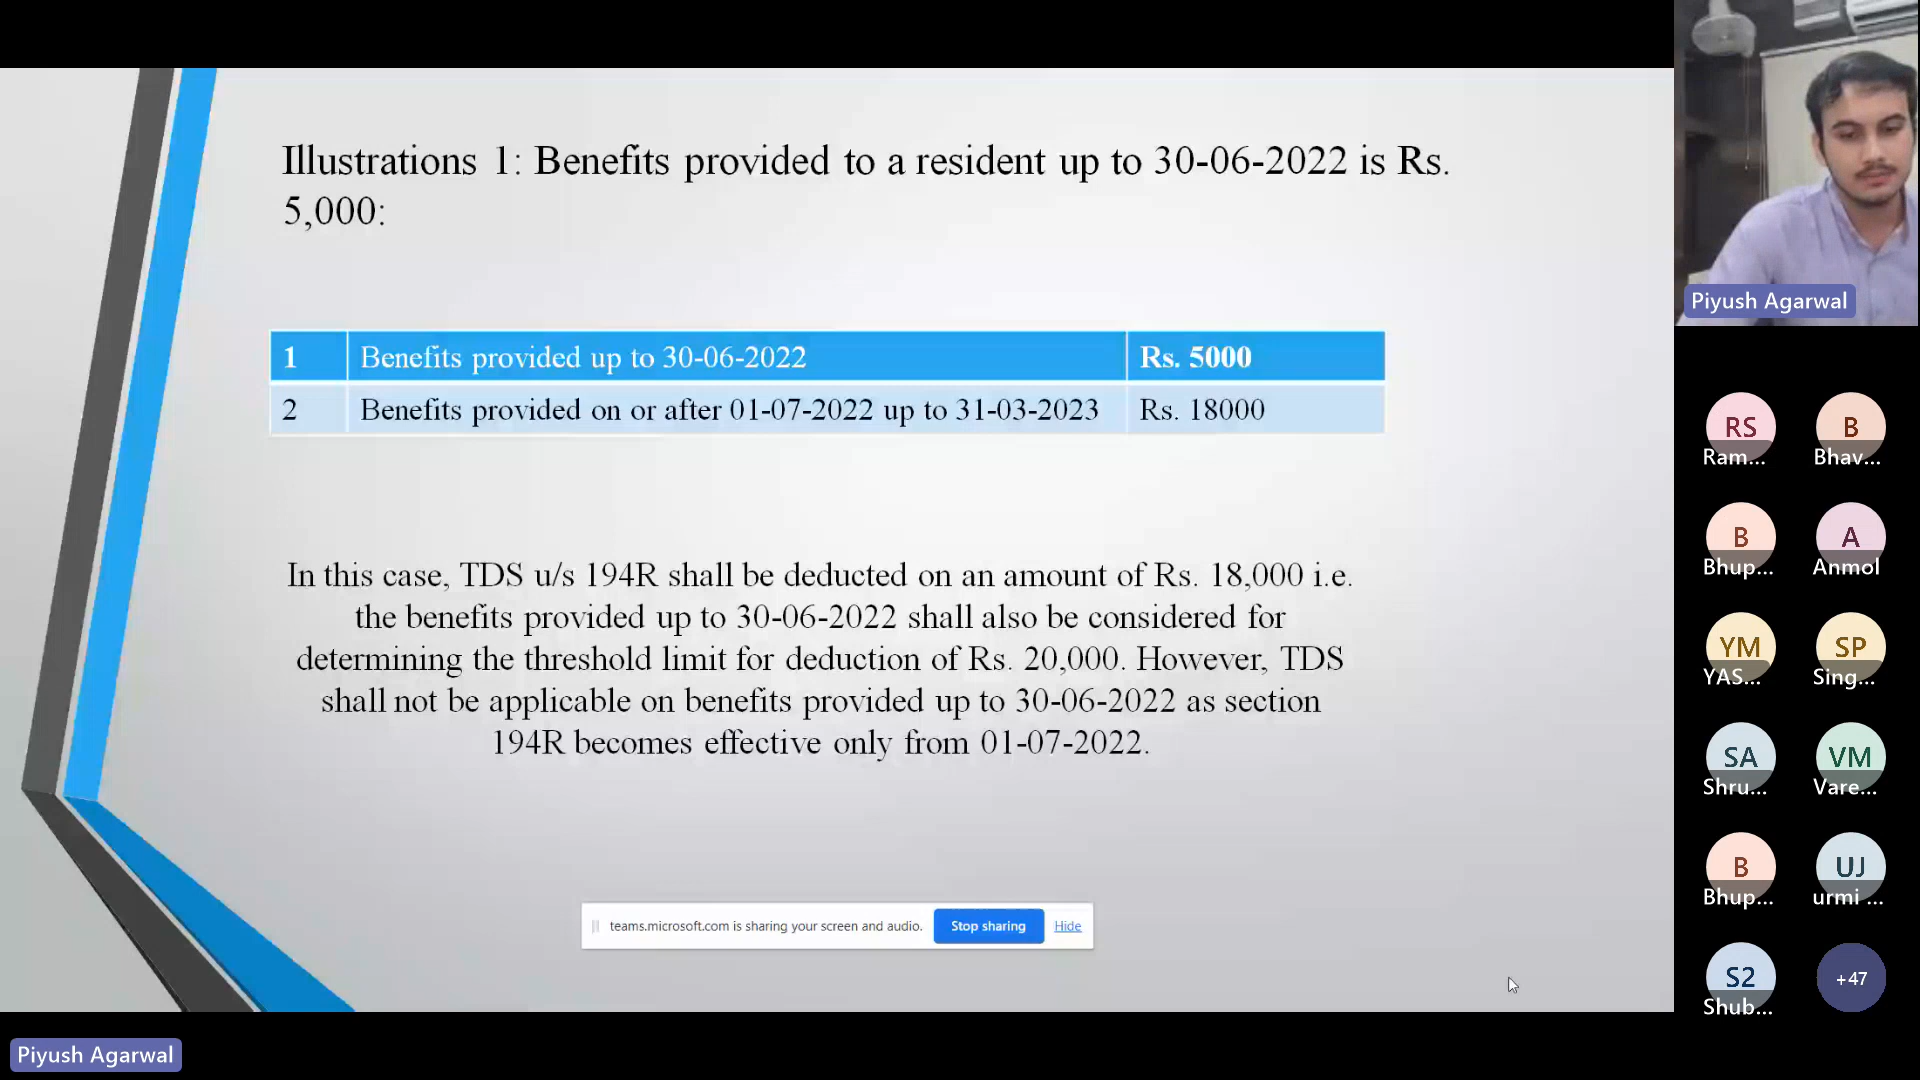 Illustrations 1: Benefits provided to a resident up to 30-06-2022 is Rs.
5,000:
1 Benefits provided up to 30-06-2022 Rs. 5000
2 Benefits provided on or after 01-07-2022 up to 31-03-2023 Rs. 18000
In this case, TDS u/s 194R shall be deducted on an amount of Rs. 18,000 i.e.
the benefits provided up to 30-06-2022 shall also be considered for
determining the threshold limit for deduction of Rs. 20,000. However, TDS
shall not be applicable on benefits provided up to 30-06-2022 as section
194R becomes effective only from 01-07-2022.
teams.microsoft.com is sharing your screen and audio. Stop sharing Hide
Piyush Agarwal
RS B
Ram... Bhav...
B A
Bhup... Anmol
YM SP
YAS... Sing...
SA VM
Shru... Vare...
B UJ
Bhup... urmi ...
S2 +47
Shub...
Piyush Agarwal